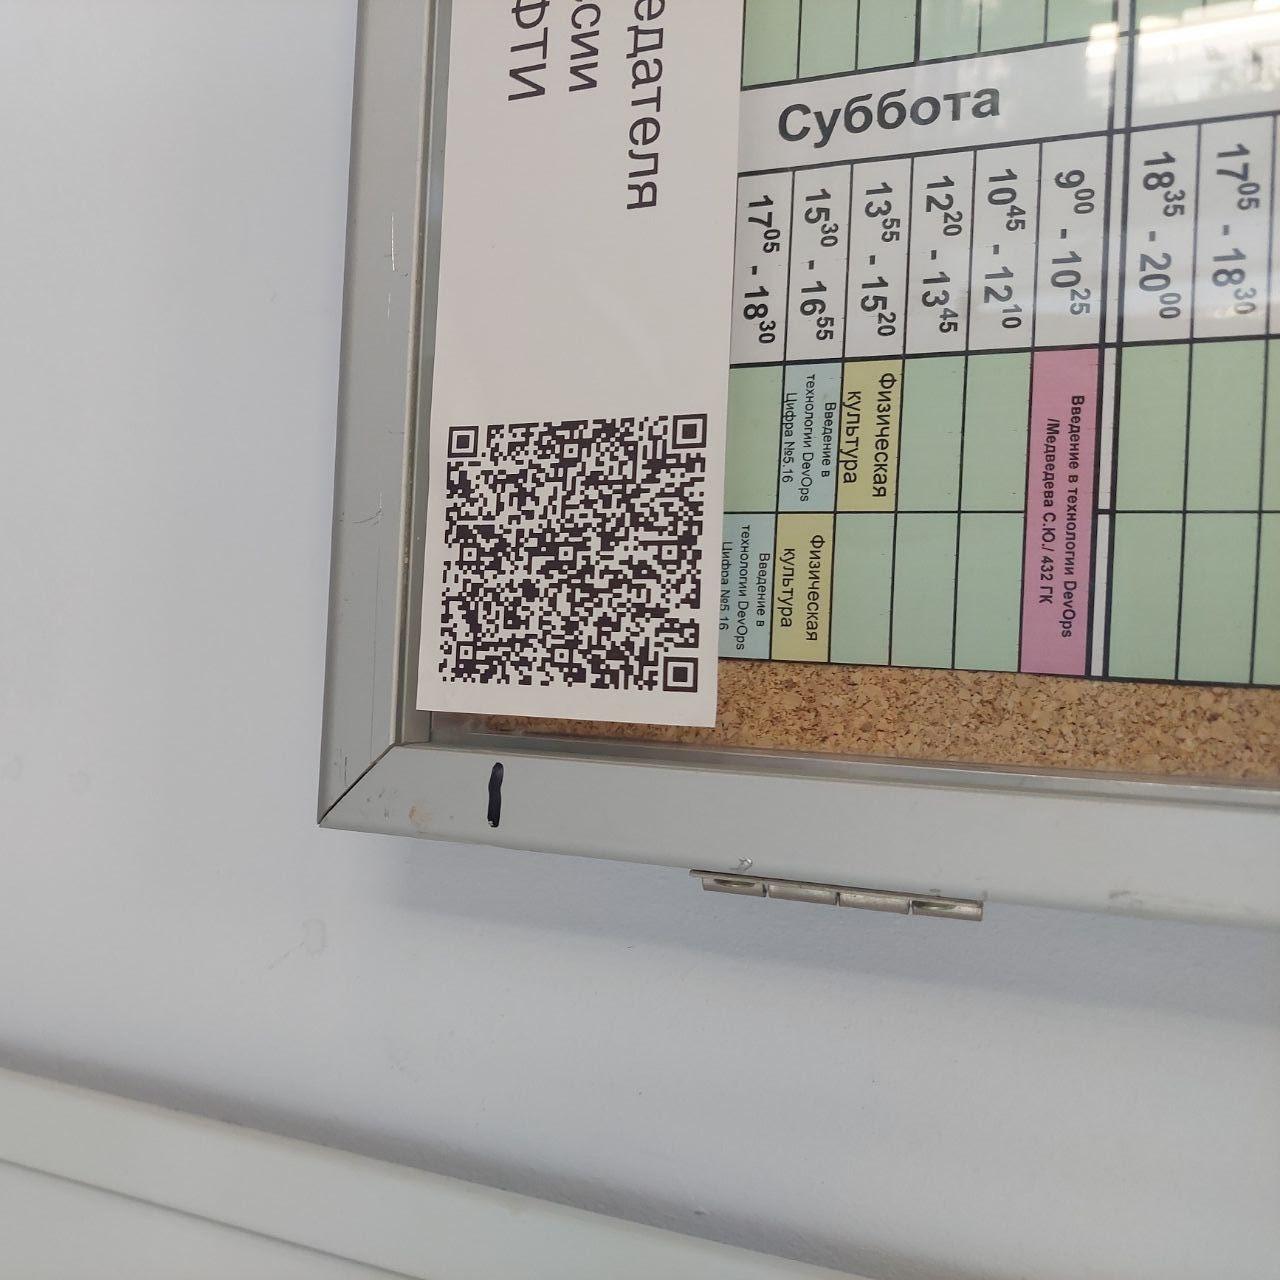 едателя
сии
ФТИ
Суббота
17⁰⁵ - 18³⁰
18³⁵ - 20⁰⁰
9⁰⁰ - 10²⁵
Введение в технологии DevOps
/Медведева С.Ю./ 432 ГК
10⁴⁵ - 12¹⁰
12²⁰ - 13⁴⁵
13⁵⁵ - 15²⁰
Физическая
культура
15³⁰ - 16⁵⁵
Введение в
технологии DevOps
Цифра №5.16
Физическая
культура
17⁰⁵ - 18³⁰
Введение в
технологии DevOps
Цифра №5.16